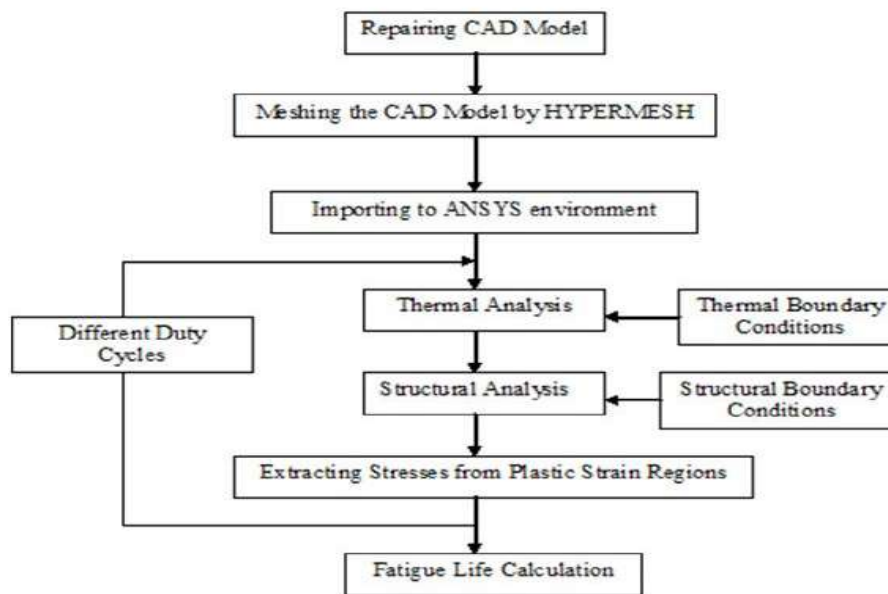 Repairing CAD Model
Meshing the CAD Model by HYPERMESH
Importing to ANSYS environment
Thermal Analysis
Thermal Boundary
Conditions
Different Duty
Cycles
Structural Analysis
Structural Boundary
Conditions
Extracting Stresses from Plastic Strain Regions
Fatigue Life Calculation